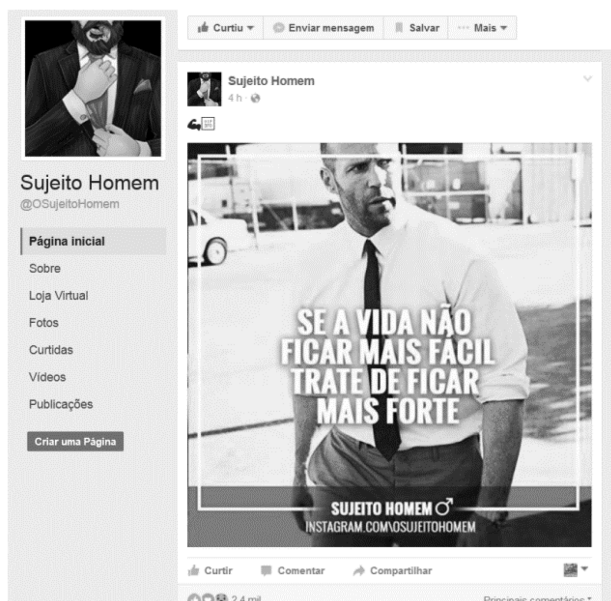 Curtiu
Enviar mensagem
Salvar
Mais
Sujeito Homem
@OSujeitoHomem
Página inicial
Sobre
Loja Virtual
Fotos
Curtidas
Vídeos
Publicações
Criar uma Página
Sujeito Homem
4 h ·
SE A VIDA NÃO
FICAR MAIS FÁCIL
TRATE DE FICAR
MAIS FORTE
SUJEITO HOMEM
INSTAGRAM.COM\OSUJEITOHOMEM
Curtir
Comentar
Compartilhar
2,4 mil
Principais comentários